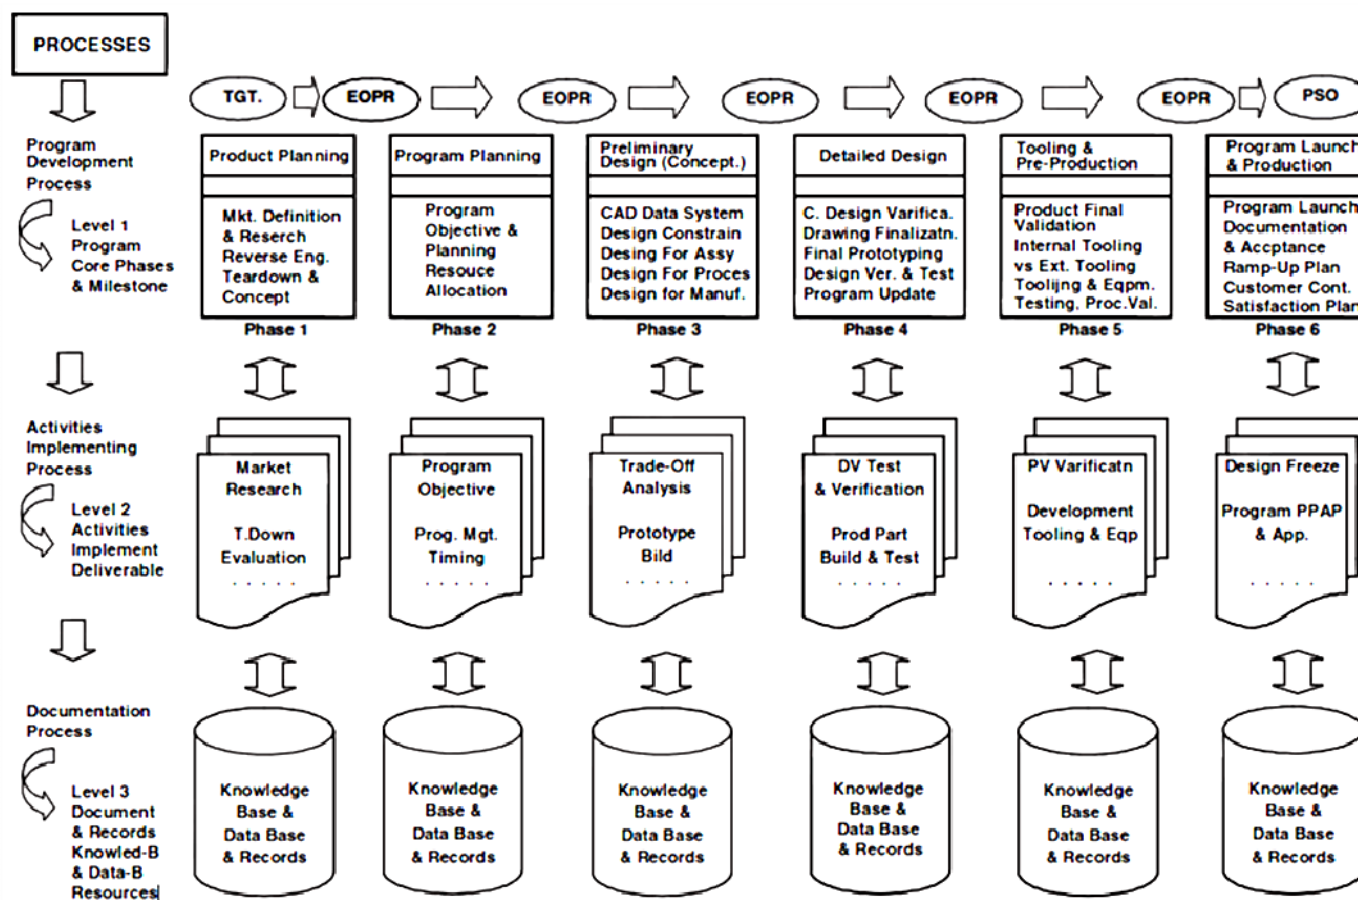 PROCESSES
TGT.
EOPR
EOPR
EOPR
EOPR
EOPR
PSO
Program
Development
Process
Level 1
Program
Core Phases
& Milestone
Product Planning
Mkt. Definition
& Reserch
Reverse Eng.
Teardown &
Concept
Phase 1
Program Planning
Program
Objective &
Planning
Resouce
Allocation
Phase 2
Preliminary
Design (Concept.)
CAD Data System
Design Constrain
Desing For Assy
Design For Proces
Design for Manuf.
Phase 3
Detailed Design
C. Design Varifica.
Drawing Finalizatn.
Final Prototyping
Design Ver. & Test
Program Update
Phase 4
Tooling &
Pre-Production
Product Final
Validation
Internal Tooling
vs Ext. Tooling
Toolijng & Eqpm.
Testing, Proc.Val.
Phase 5
Program Launch
& Production
Program Launch
Documentation
& Accptance
Ramp-Up Plan
Customer Cont.
Satisfaction Plan
Phase 6
Activities
Implementing
Process
Level 2
Activities
Implement
Deliverable
Market
Research
T.Down
Evaluation
. . . . .
Program
Objective
Prog. Mgt.
Timing
. . . . .
Trade-Off
Analysis
Prototype
Bild
. . . . .
DV Test
& Verification
Prod Part
Build & Test
. . . . .
PV Varificatn
Development
Tooling & Eqp
. . . . .
Design Freeze
Program PPAP
& App.
. . . . .
Documentation
Process
Level 3
Document
& Records
Knowled-B
& Data-B
Resources
Knowledge
Base &
Data Base
& Records
Knowledge
Base &
Data Base
& Records
Knowledge
Base &
Data Base
& Records
Knowledge
Base &
Data Base
& Records
Knowledge
Base &
Data Base
& Records
Knowledge
Base &
Data Base
& Records